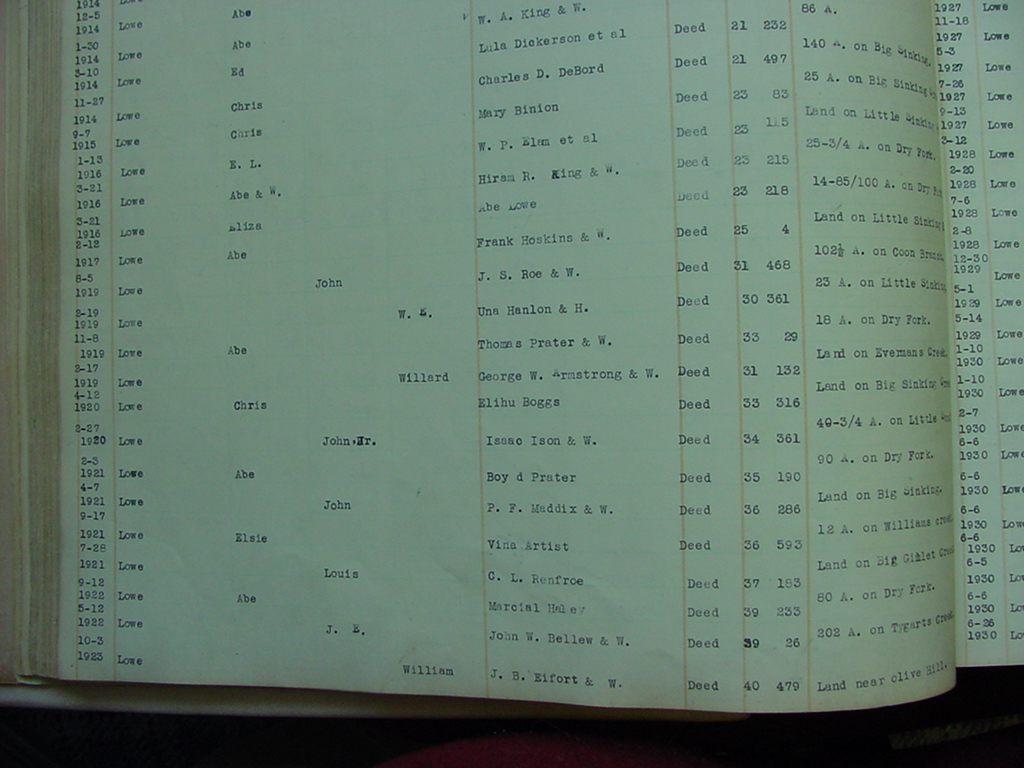 1914
12-5
1914 Lowe Abe W. A. King & W.
1-30
1914 Lowe Abe Lula Dickerson et al Deed 21 232 86 A.
3-10
1914 Lowe Ed Charles D. DeBord Deed 21 497 140 A. on Big Sinking.
11-27
1914 Lowe Chris Mary Binion Deed 23 83 25 A. on Big Sinking
9-7
1915 Lowe Chris W. P. Elam et al Deed 23 115 Land on Little Sinking
1-13
1916 Lowe E. L. Hiram R. King & W. Deed 23 215 25-3/4 A. on Dry Fork.
3-21
1916 Lowe Abe & W. Abe Lowe Deed 23 218 14-85/100 A. on Dry
3-21
1916 Lowe Eliza Frank Hoskins & W. Deed 25 4 Land on Little Sinking
2-12
1917 Lowe Abe J. S. Roe & W. Deed 31 468 102½ A. on Coon Branch.
8-5
1919 Lowe John Una Hanlon & H. Deed 30 361 23 A. on Little Sinking
2-19
1919 Lowe W. E. Thomas Prater & W. Deed 33 29 18 A. on Dry Fork.
11-8
1919 Lowe Abe
2-17
1919 Lowe Willard George W. Armstrong & W. Deed 31 132 Land on Evermans Creek.
4-12
1920 Lowe Chris Elihu Boggs Deed 33 316 Land on Big Sinking
2-27
1920 Lowe John,Jr. Isaac Ison & W. Deed 34 361 40-3/4 A. on Little
2-3
1921 Lowe Abe Boy d Prater Deed 35 190 90 A. on Dry Fork.
4-7
1921 Lowe John P. F. Maddix & W. Deed 36 286 Land on Big Sinking.
9-17
1921 Lowe Elsie Vina Artist Deed 36 593 12 A. on Williams creek
7-28
1921 Lowe Louis C. L. Renfroe Deed 37 183 Land on Big Gimlet
9-12
1922 Lowe Abe Marcial Haley Deed 39 233 80 A. on Dry Fork.
5-12
1922 Lowe J. E. John W. Bellew & W. Deed 39 26 202 A. on Tygarts Creek.
10-3
1923 Lowe William J. B. Eifort & W. Deed 40 479 Land near olive Hill.
1927 Lowe
11-18
1927 Lowe
5-3
1927 Lowe
7-26
1927 Lowe
9-13
1927 Lowe
3-12
1928 Lowe
2-20
1928 Lowe
7-6
1928 Lowe
2-8
1928 Lowe
12-30
1929 Lowe
5-1
1929 Lowe
5-14
1929 Lowe
1-10
1930 Lowe
1-10
1930 Lowe
2-7
1930 Lowe
6-6
1930 Lowe
6-6
1930 Lowe
6-6
1930 Lowe
6-6
1930 Lo
6-5
1930 Lo
6-6
1930 Lo
6-26
1930 Lo